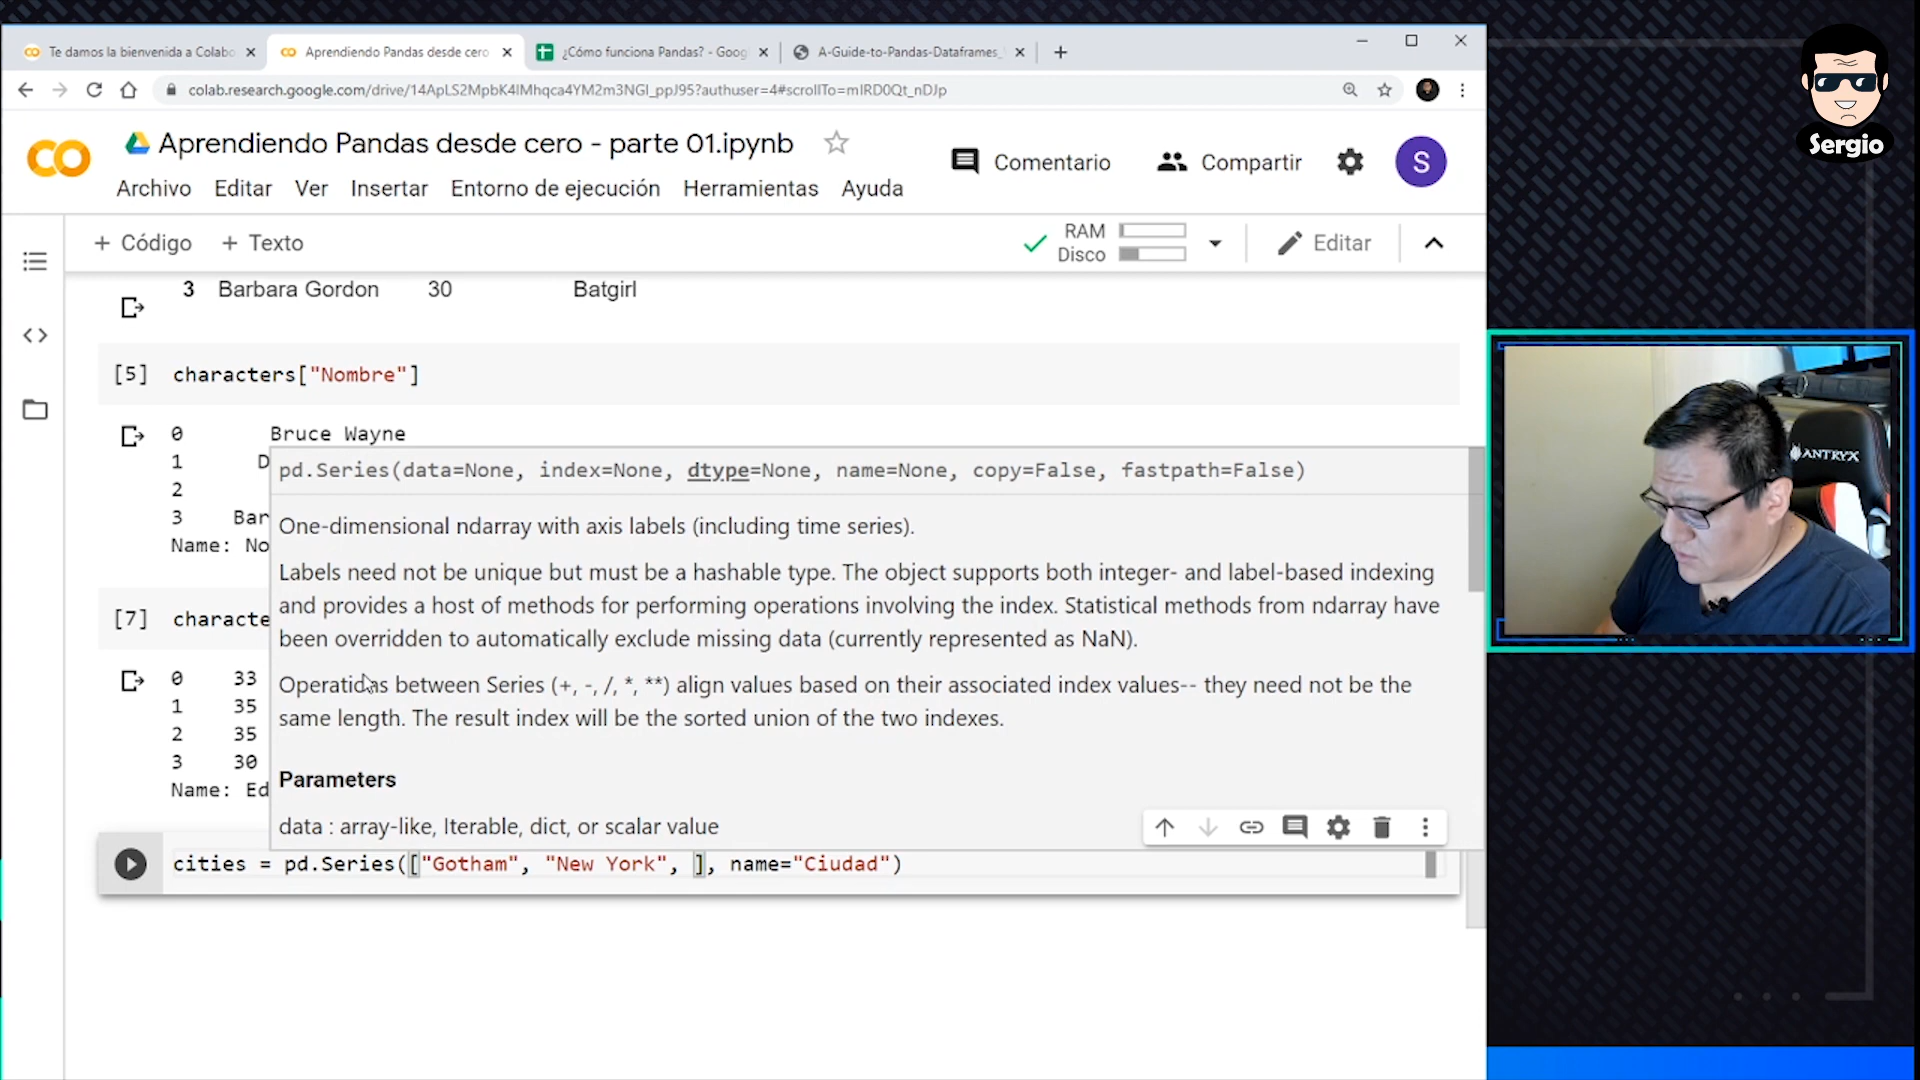 Te damos la bienvenida a Colabo
Aprendiendo Pandas desde cero
¿Cómo funciona Pandas? - Goog
A-Guide-to-Pandas-Dataframes_
colab.research.google.com/drive/14ApLS2MpbK4lMhqca4YM2m3NGl_ppJ95?authuser=4#scrollTo=mIRD0Qt_nDJp
Sergio
CO
Aprendiendo Pandas desde cero - parte 01.ipynb
Comentario
Compartir
S
Archivo Editar Ver Insertar Entorno de ejecución Herramientas Ayuda
+ Código + Texto
RAM
Disco
Editar
3 Barbara Gordon 30 Batgirl
[5] characters["Nombre"]
0 Bruce Wayne
1 D
2
3 Bar
Name: No
pd.Series(data=None, index=None, dtype=None, name=None, copy=False, fastpath=False)
One-dimensional ndarray with axis labels (including time series).
Labels need not be unique but must be a hashable type. The object supports both integer- and label-based indexing
and provides a host of methods for performing operations involving the index. Statistical methods from ndarray have
been overridden to automatically exclude missing data (currently represented as NaN).
Operations between Series (+, -, /, *, **) align values based on their associated index values-- they need not be the
same length. The result index will be the sorted union of the two indexes.
Parameters
data : array-like, Iterable, dict, or scalar value
[7] characte
0 33
1 35
2 35
3 30
Name: Ed
cities = pd.Series(["Gotham", "New York", ], name="Ciudad")
ANTRYX